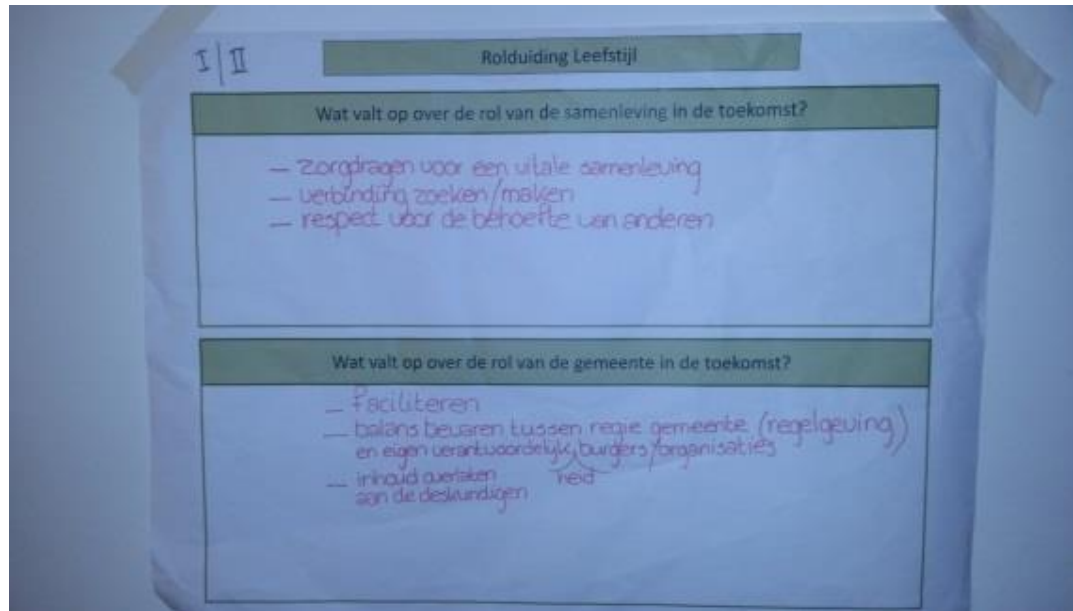 I | II
Rolduiding Leefstijl
Wat valt op over de rol van de samenleving in de toekomst?
- zorgdragen voor een vitale samenleving
- verbinding zoeken/maken
- respect voor de behoefte van anderen
Wat valt op over de rol van de gemeente in de toekomst?
- faciliteren
- balans bewaren tussen regie gemeente (regelgeving)
en eigen verantwoordelijkheid burgers/organisaties
- inhoud overlaten
aan de deskundigen